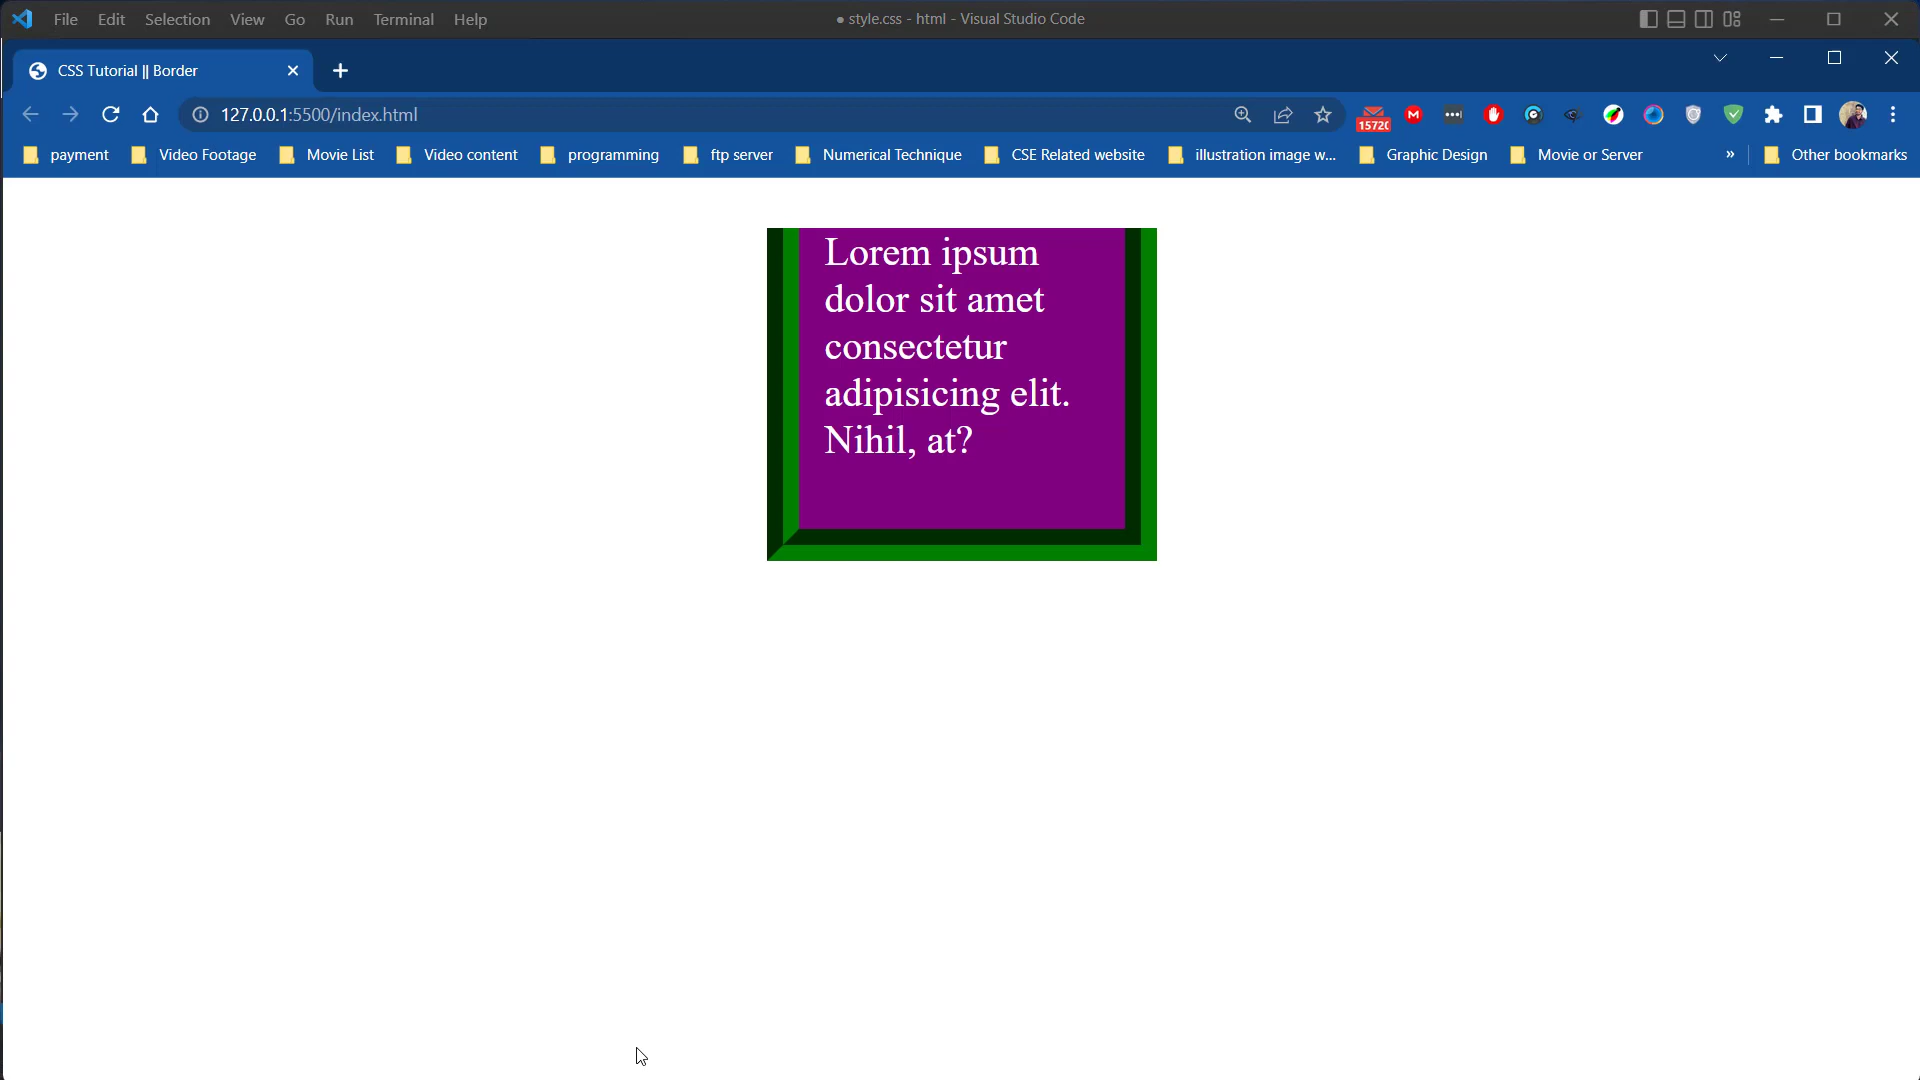 File Edit Selection View Go Run Terminal Help
● style.css - html - Visual Studio Code
CSS Tutorial || Border
127.0.0.1:5500/index.html
1572
payment Video Footage Movie List Video content programming ftp server Numerical Technique CSE Related website illustration image w... Graphic Design Movie or Server » Other bookmarks
Lorem ipsum
dolor sit amet
consectetur
adipisicing elit.
Nihil, at?